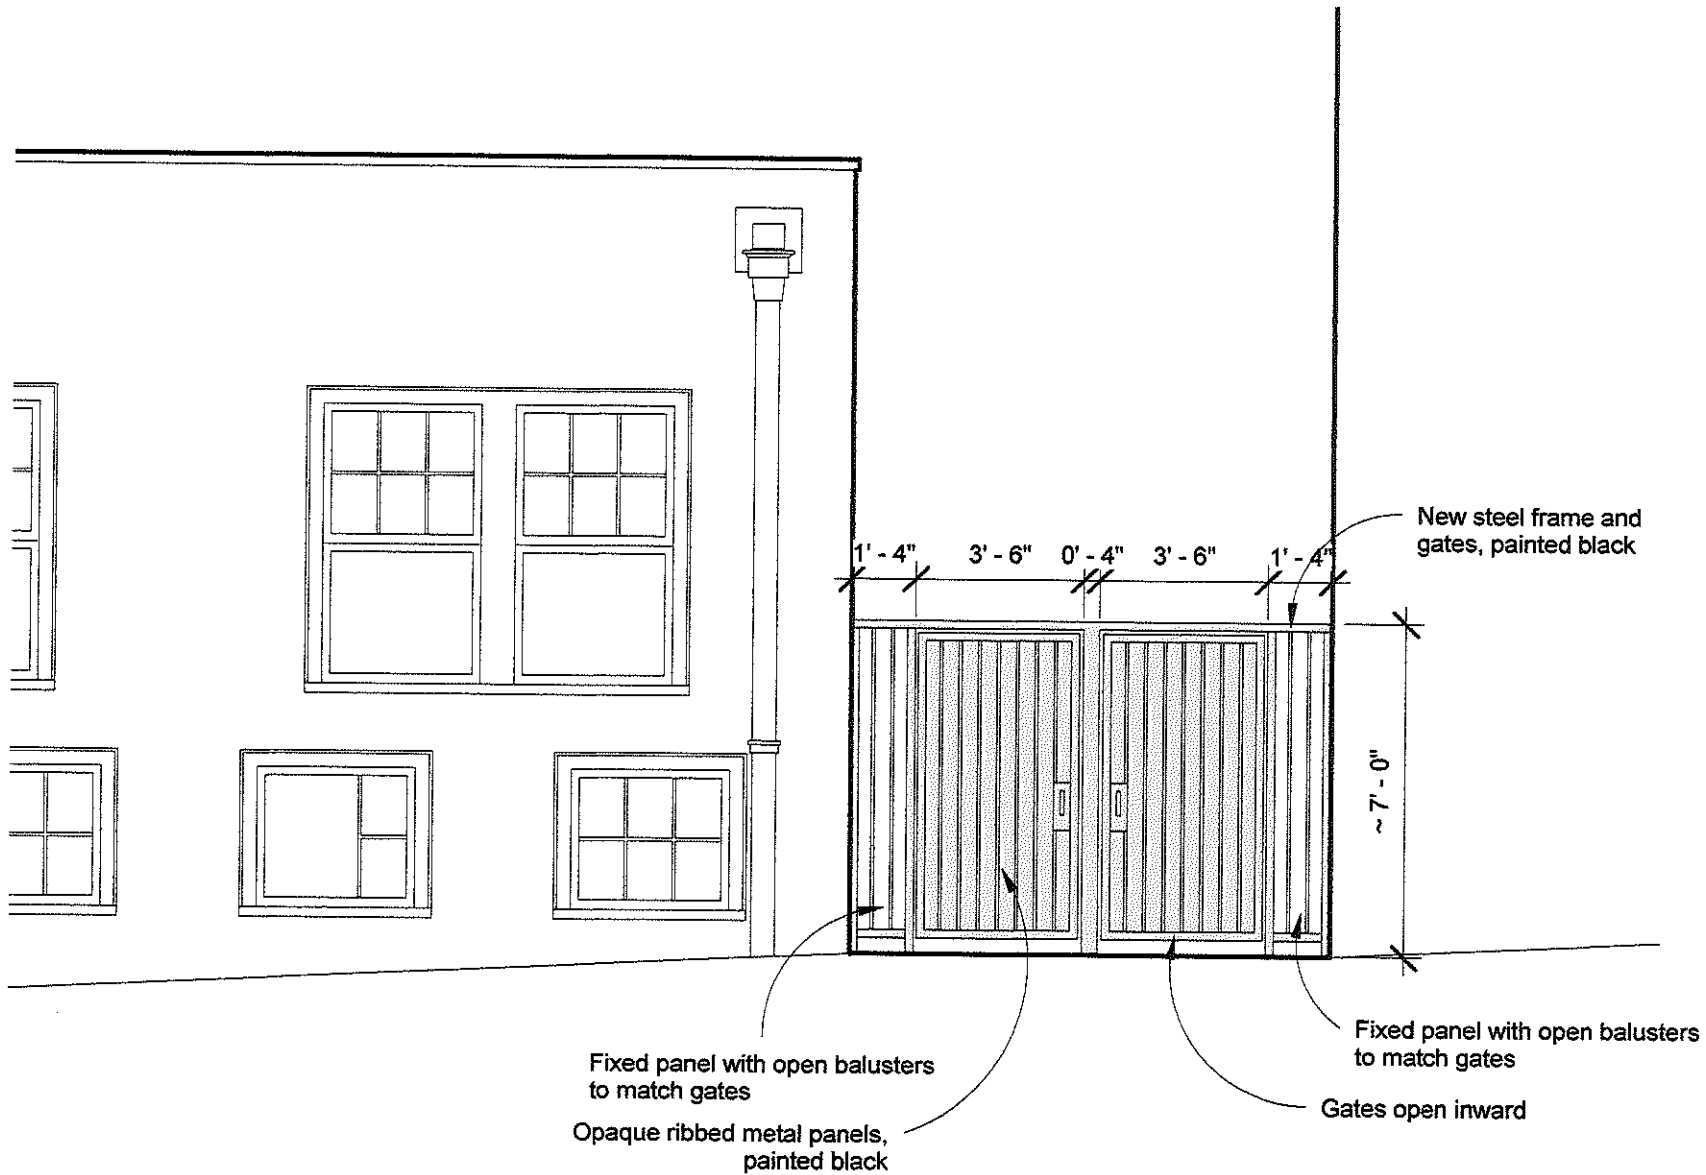 New steel frame and
gates, painted black
1' - 4" 3' - 6" 0' - 4" 3' - 6" 1' - 4"
~ 7' - 0"
Fixed panel with open balusters
to match gates
Gates open inward
Fixed panel with open balusters
to match gates
Opaque ribbed metal panels,
painted black